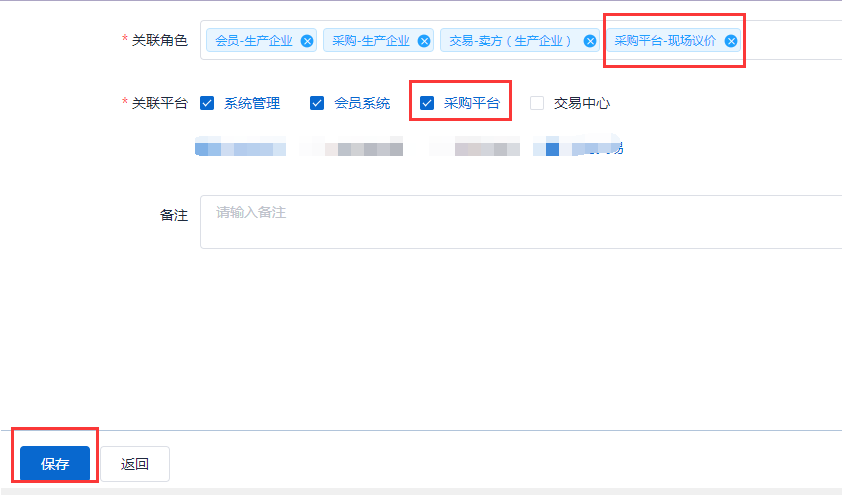 * 关联角色 会员-生产企业 采购-生产企业 交易-卖方（生产企业） 采购平台-现场议价
* 关联平台 系统管理 会员系统 采购平台 交易中心
备注 请输入备注
保存 返回